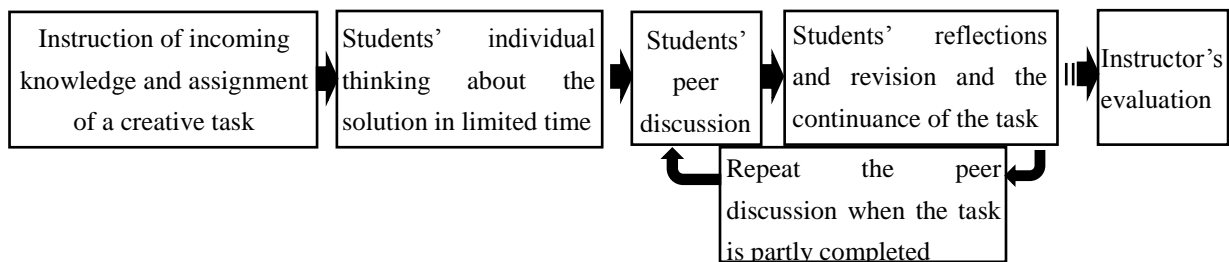 Instruction of incoming
knowledge and assignment
of a creative task
Students’ individual
thinking about the
solution in limited time
Students’
peer
discussion
Students’ reflections
and revision and the
continuance of the task
Instructor’s
evaluation
Repeat the peer
discussion when the task
is partly completed